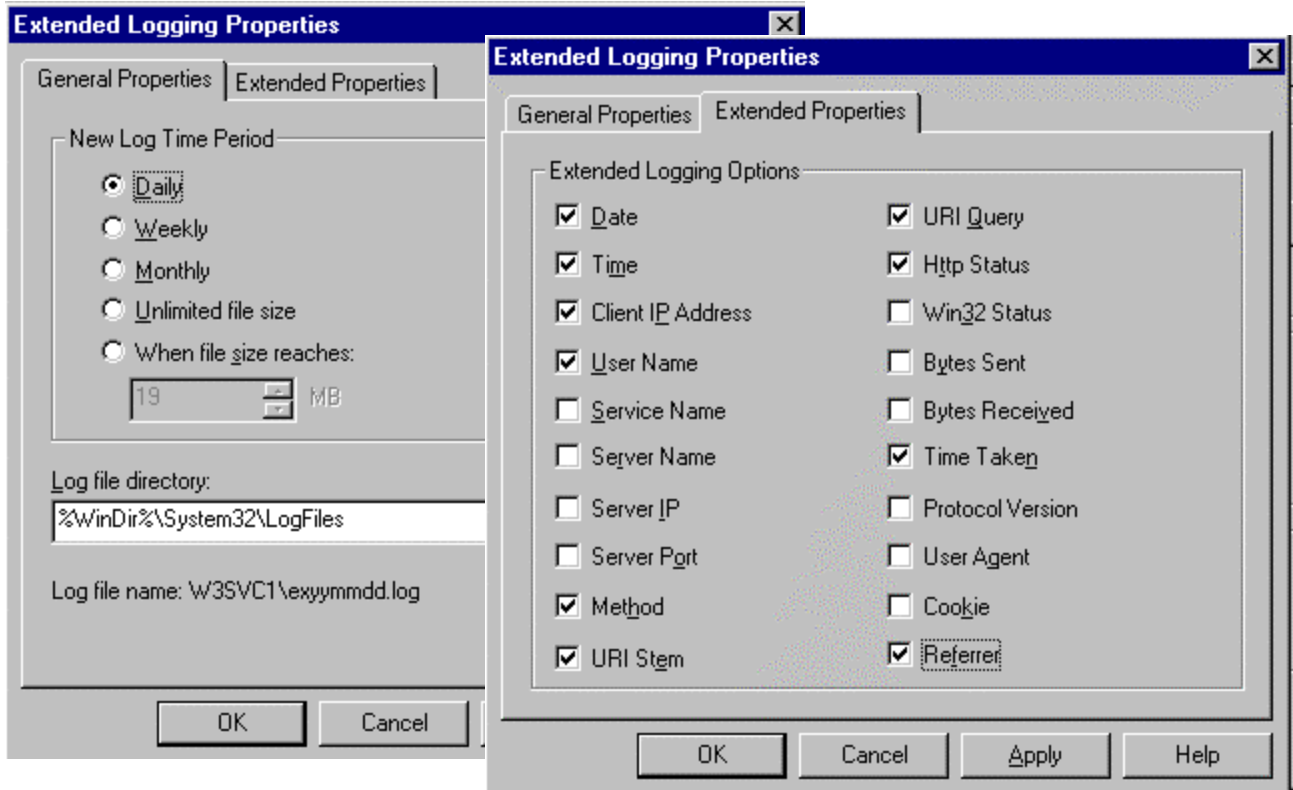 Extended Logging Properties
General Properties
Extended Properties
New Log Time Period
Daily
Weekly
Monthly
Unlimited file size
When file size reaches:
19 MB
Log file directory:
%WinDir%\System32\LogFiles
Log file name: W3SVC1\exyymmdd.log
OK
Cancel
Extended Logging Properties
General Properties
Extended Properties
Extended Logging Options
Date
Time
Client IP Address
User Name
Service Name
Server Name
Server IP
Server Port
Method
URI Stem
URI Query
Http Status
Win32 Status
Bytes Sent
Bytes Received
Time Taken
Protocol Version
User Agent
Cookie
Referrer
OK
Cancel
Apply
Help